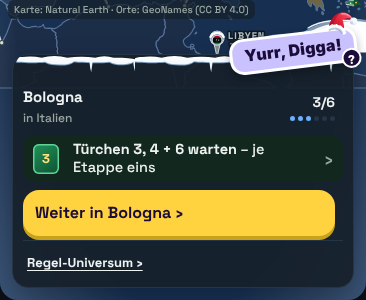 Karte: Natural Earth · Orte: GeoNames (CC BY 4.0)
LIBYEN
Yurr, Digga!
?
Bologna
3/6
in Italien
3
Türchen 3, 4 + 6 warten – je
Etappe eins
>
Weiter in Bologna >
Regel-Universum >